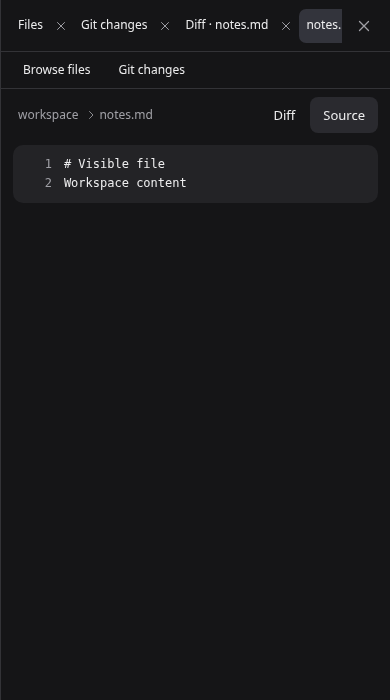 Files Git changes Diff · notes.md notes.
Browse files Git changes
workspace notes.md Diff Source
1 # Visible file
2 Workspace content